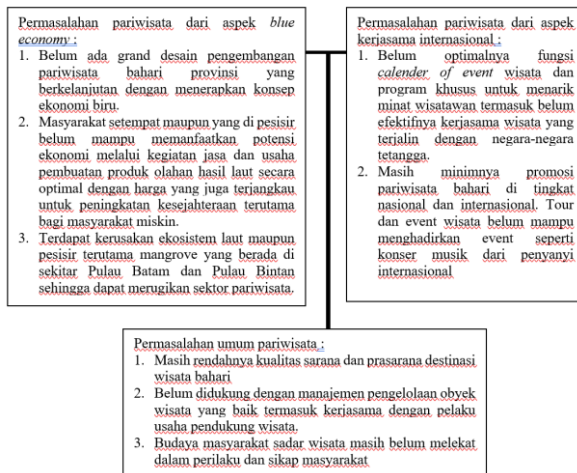 Permasalahan pariwisata dari aspek blue
economy :
1. Belum ada grand desain pengembangan
pariwisata bahari provinsi yang
berkelanjutan dengan menerapkan konsep
ekonomi biru.
2. Masyarakat setempat maupun yang di pesisir
belum mampu memanfaatkan potensi
ekonomi melalui kegiatan jasa dan usaha
pembuatan produk olahan hasil laut secara
optimal dengan harga yang juga terjangkau
untuk peningkatan kesejahteraan terutama
bagi masyarakat miskin.
3. Terdapat kerusakan ekosistem laut maupun
pesisir terutama mangrove yang berada di
sekitar Pulau Batam dan Pulau Bintan
sehingga dapat merugikan sektor pariwisata.
Permasalahan pariwisata dari aspek
kerjasama internasional :
1. Belum optimalnya fungsi
calender of event wisata dan
program khusus untuk menarik
minat wisatawan termasuk belum
efektifnya kerjasama wisata yang
terjalin dengan negara-negara
tetangga.
2. Masih minimnya promosi
pariwisata bahari di tingkat
nasional dan internasional. Tour
dan event wisata belum mampu
menghadirkan event seperti
konser musik dari penyanyi
internasional
Permasalahan umum pariwisata :
1. Masih rendahnya kualitas sarana dan prasarana destinasi
wisata bahari
2. Belum didukung dengan manajemen pengelolaan obyek
wisata yang baik termasuk kerjasama dengan pelaku
usaha pendukung wisata.
3. Budaya masyarakat sadar wisata masih belum melekat
dalam perilaku dan sikap masyarakat